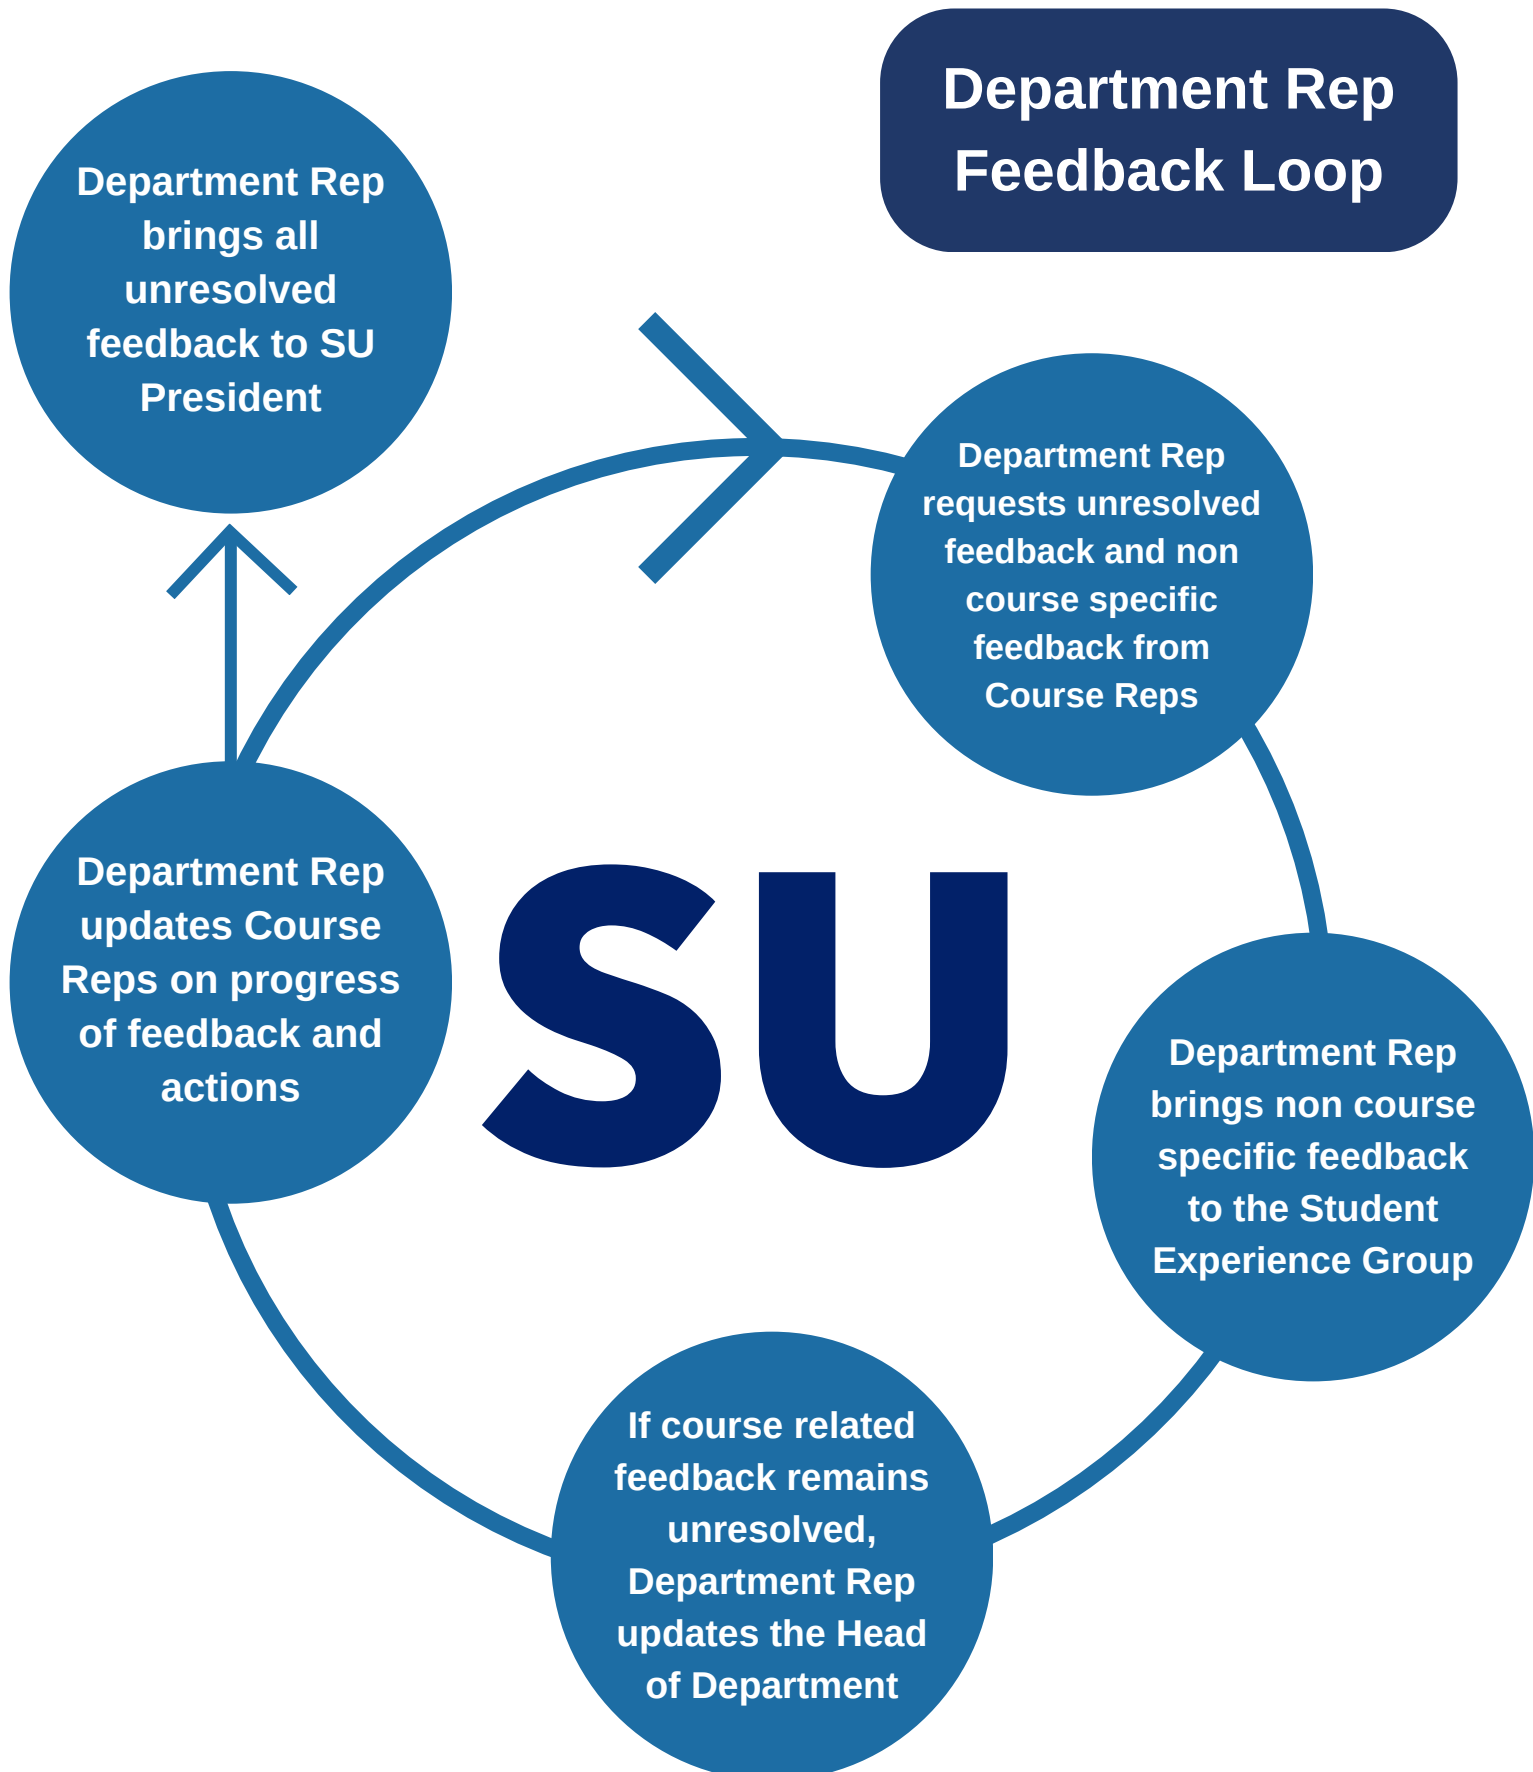 Department Rep
Feedback Loop
Department Rep
brings all
unresolved
feedback to SU
President
Department Rep
requests unresolved
feedback and non
course specific
feedback from
Course Reps
Department Rep
brings non course
specific feedback
to the Student
Experience Group
If course related
feedback remains
unresolved,
Department Rep
updates the Head
of Department
Department Rep
updates Course
Reps on progress
of feedback and
actions
SU